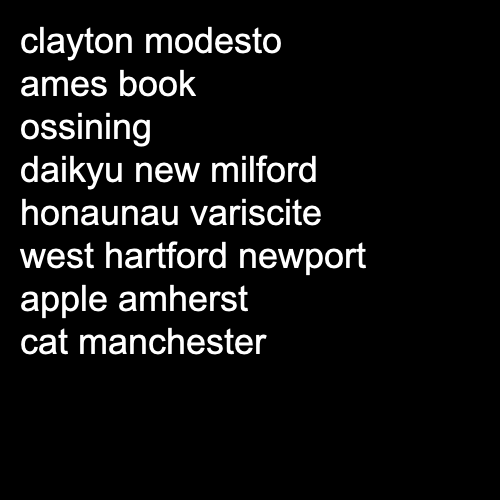 clayton modesto
ames book
ossining
daikyu new milford
honaunau variscite
west hartford newport
apple amherst
cat manchester